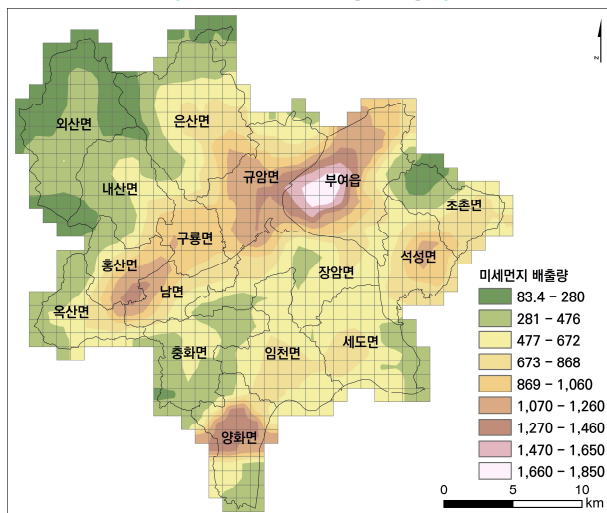 N
외산면
은산면
규암면
부여읍
내산면
조촌면
구룡면
홍산면
장암면
석성면
옥산면
남면
충화면
임천면
세도면
양화면
미세먼지 배출량
83.4 – 280
281 – 476
477 – 672
673 – 868
869 – 1,060
1,070 – 1,260
1,270 – 1,460
1,470 – 1,650
1,660 – 1,850
0 5 10
km